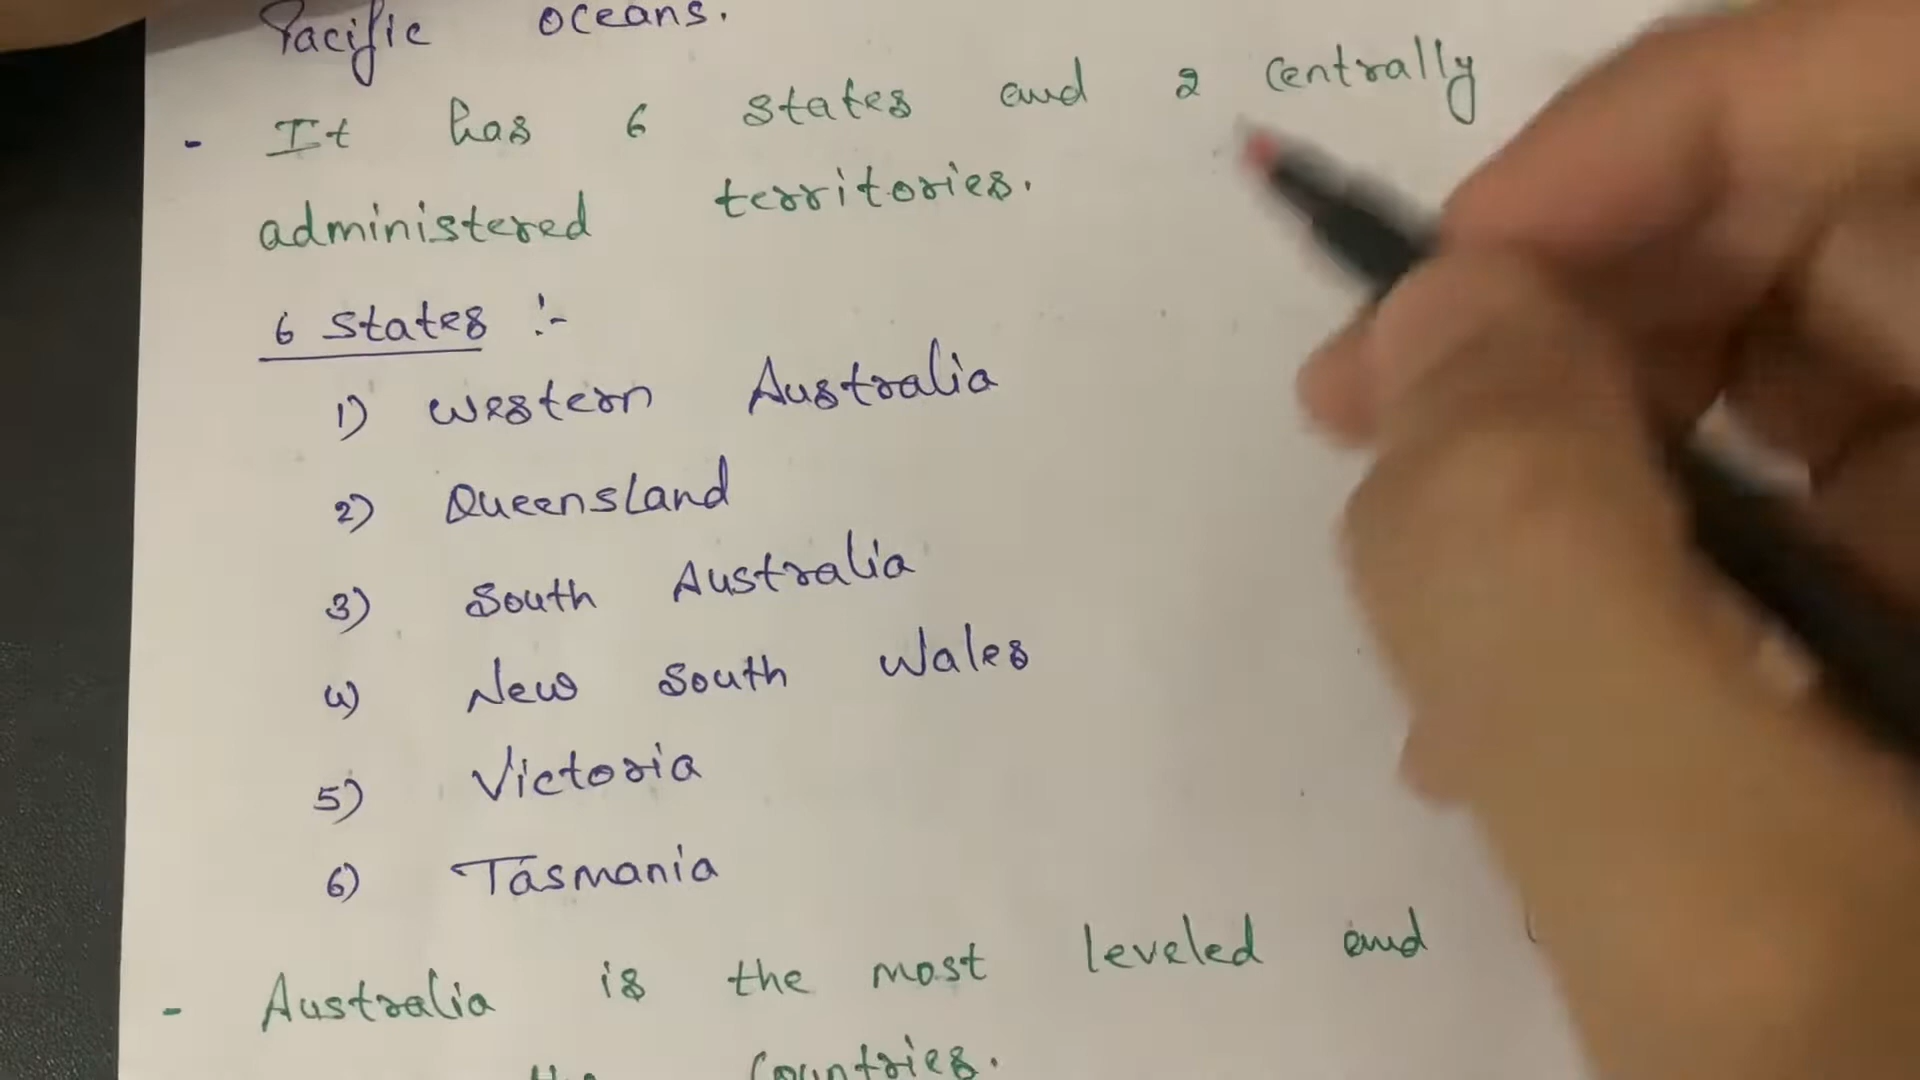 Pacific oceans.
- It has 6 states and 2 centrally
administered territories.
6 states :-
1) Western Australia
2) Queensland
3) South Australia
4) New South Wales
5) Victoria
6) Tasmania
- Australia is the most leveled and
the countries.